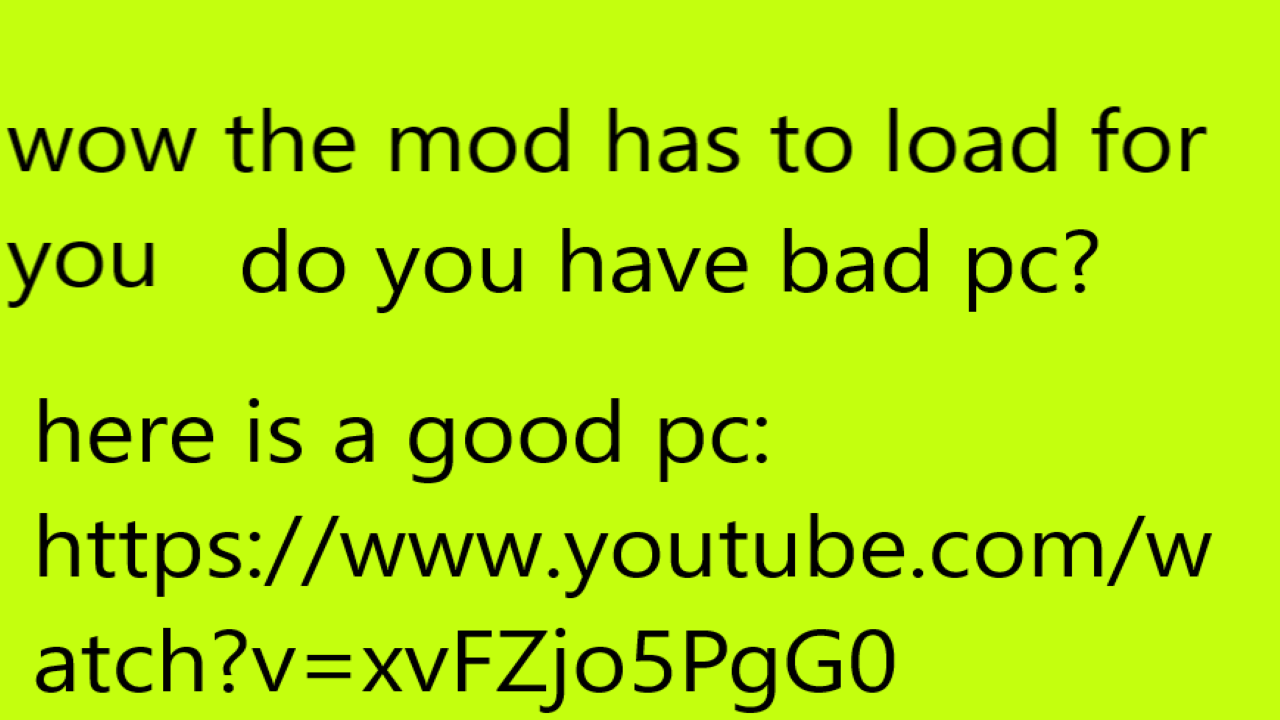 wow the mod has to load for
you do you have bad pc?
here is a good pc:
https://www.youtube.com/w
atch?v=xvFZjo5PgG0